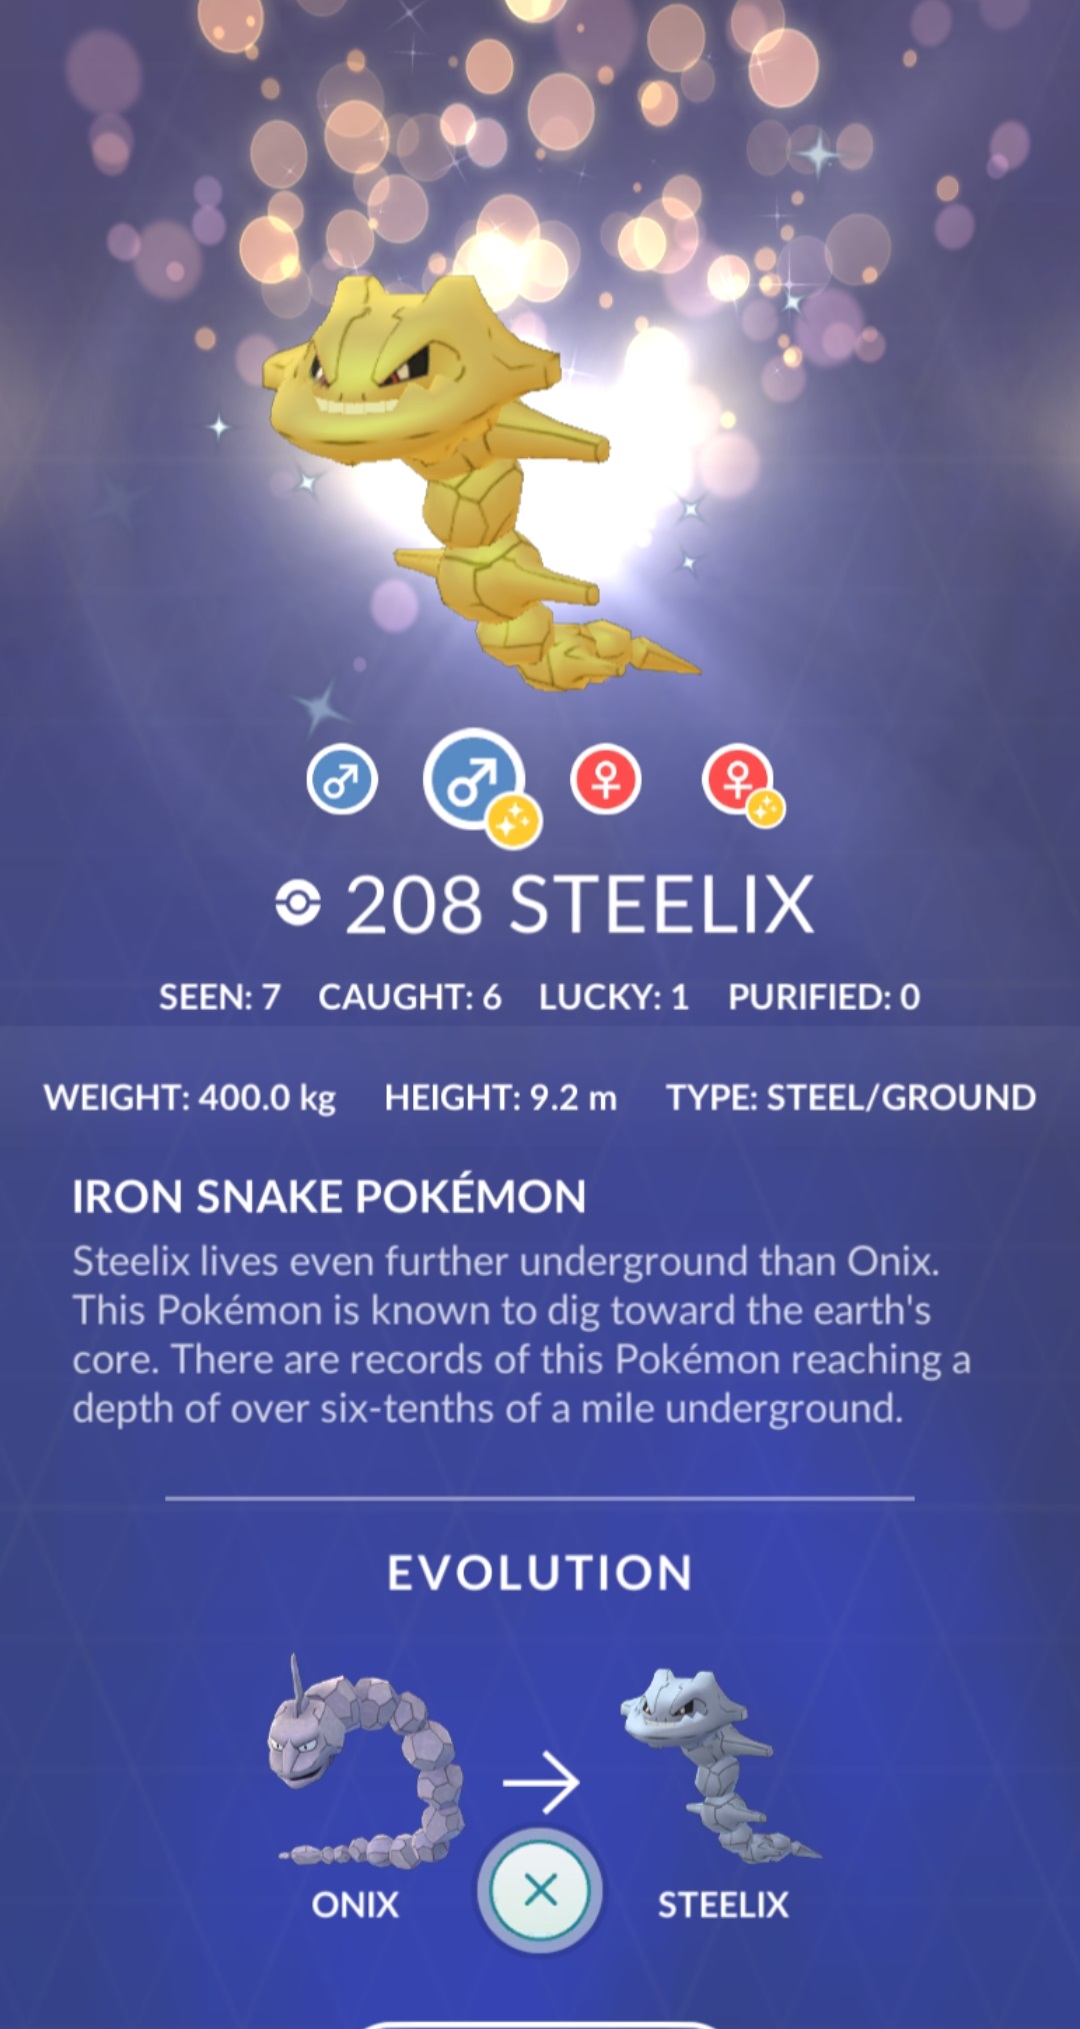 208 STEELIX
SEEN: 7 CAUGHT: 6 LUCKY: 1 PURIFIED: 0
WEIGHT: 400.0 kg HEIGHT: 9.2 m TYPE: STEEL/GROUND
IRON SNAKE POKÉMON
Steelix lives even further underground than Onix.
This Pokémon is known to dig toward the earth's
core. There are records of this Pokémon reaching a
depth of over six-tenths of a mile underground.
EVOLUTION
ONIX STEELIX